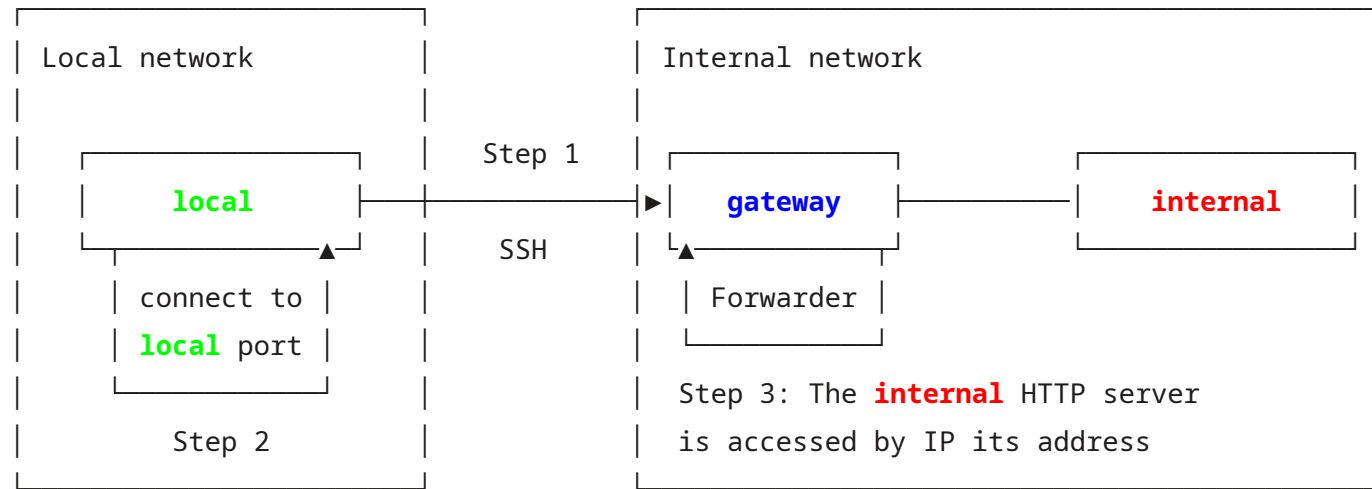 Local network
Internal network
Step 1
local
gateway
internal
SSH
connect to
local port
Forwarder
Step 2
Step 3: The internal HTTP server
is accessed by IP its address